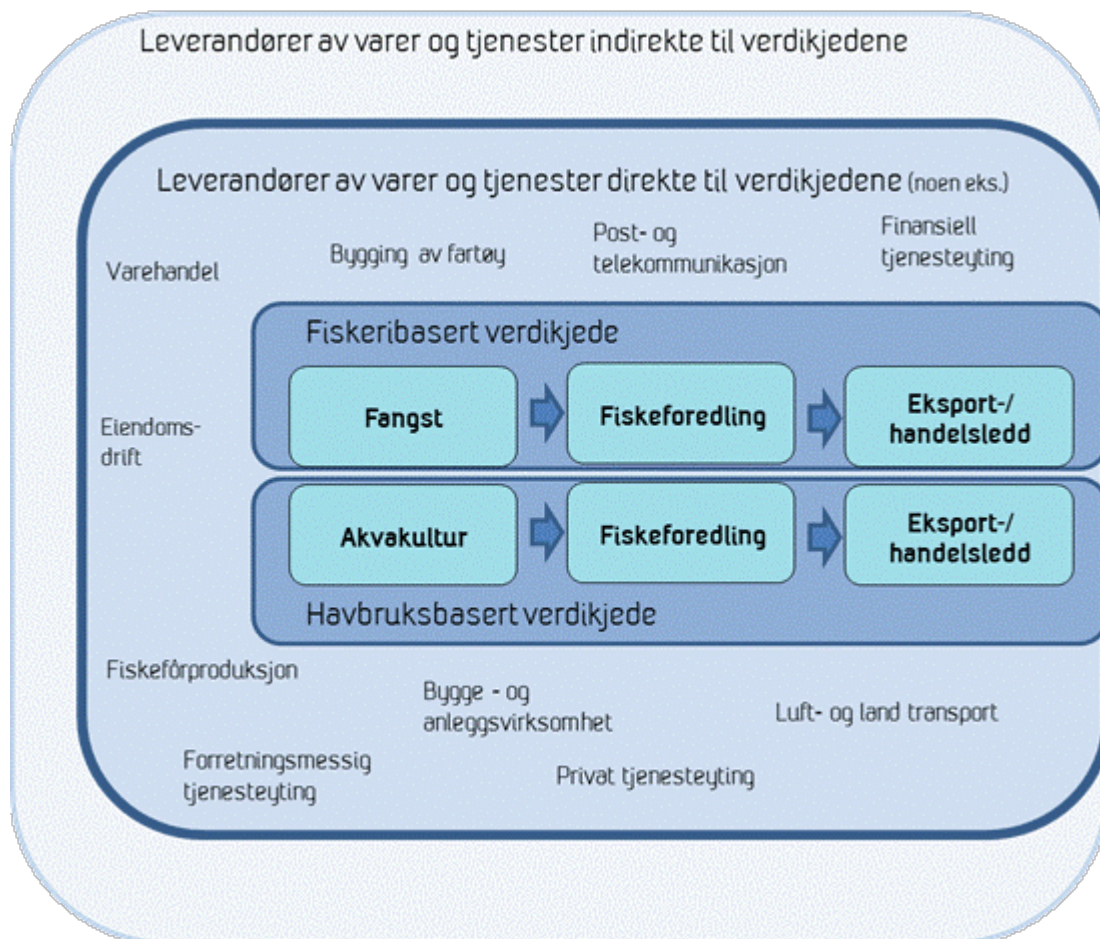 Leverandører av varer og tjenester indirekte til verdikjedene
Leverandører av varer og tjenester direkte til verdikjedene (noen eks.)
Varehandel
Bygging av fartøy
Post- og
telekommunikasjon
Finansiell
tjenesteyting
Eiendoms-
drift
Fiskeribasert verdikjede
Fangst
Fiskeforedling
Eksport-/
handelsledd
Akvakultur
Fiskeforedling
Eksport-/
handelsledd
Havbruksbasert verdikjede
Fiskefôrproduksjon
Bygge - og
anleggsvirksomhet
Luft- og land transport
Forretningsmessig
tjenesteyting
Privat tjenesteyting